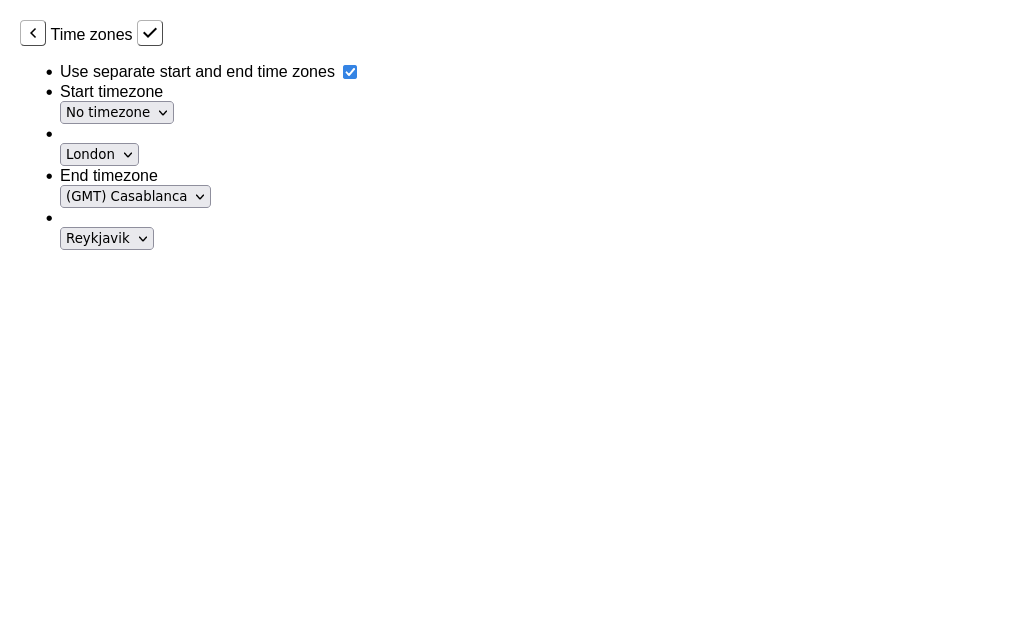 Time zones
Use separate start and end time zones
Start timezone
No timezone
London
End timezone
(GMT) Casablanca
Reykjavik